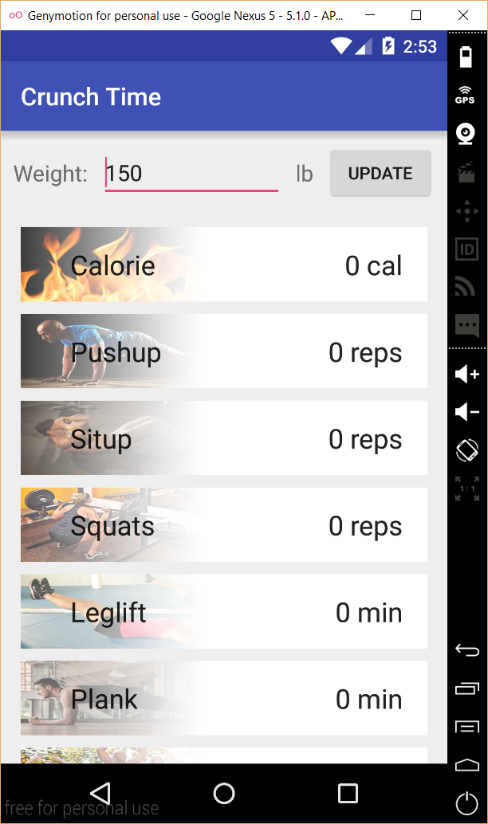 Genymotion for personal use - Google Nexus 5 - 5.1.0 - AP...
2:53
Crunch Time
GPS
Weight: 150 lb UPDATE
ID
Calorie 0 cal
Pushup 0 reps
Situp 0 reps
Squats 0 reps
1:1
Leglift 0 min
Plank 0 min
free for personal use